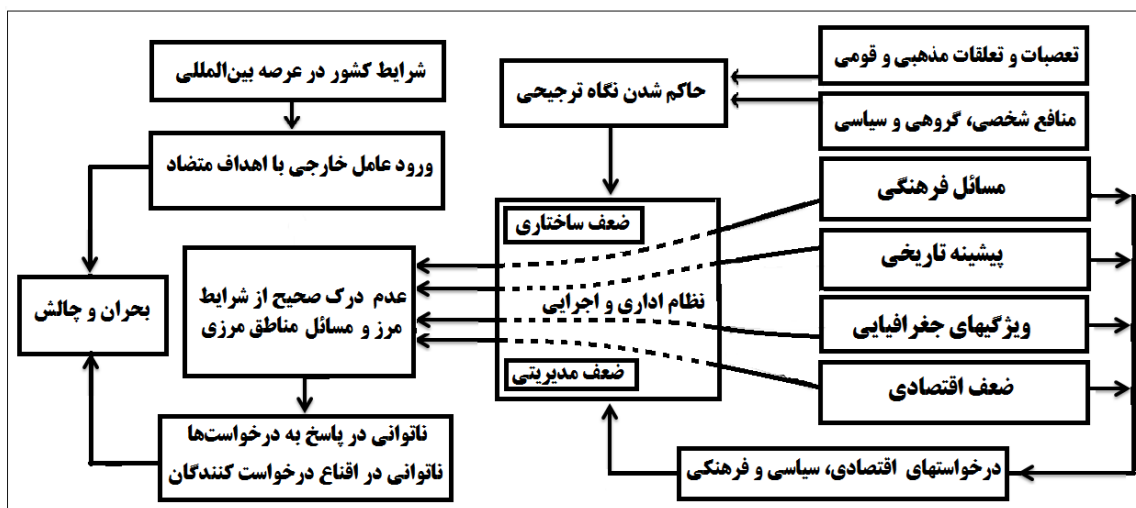 تعصبات و تعلقات مذهبی و قومی
منافع شخصی، گروهی و سیاسی
حاکم شدن نگاه ترجیحی
مسائل فرهنگی
پیشینه تاریخی
ویژگیهای جغرافیایی
ضعف اقتصادی
درخواستهای اقتصادی، سیاسی و فرهنکی
ضعف ساختاری
نظام اداری و اجرایی
ضعف مدیریتی
شرایط کشور در عرصه بین‌المللی
ورود عامل خارجی با اهداف متضاد
عدم درک صحیح از شرایط
مرز و مسائل مناطق مرزی
ناتوانی در پاسخ به درخواست‌ها
ناتوانی در اقناع درخواست کنندگان
بحران و چالش